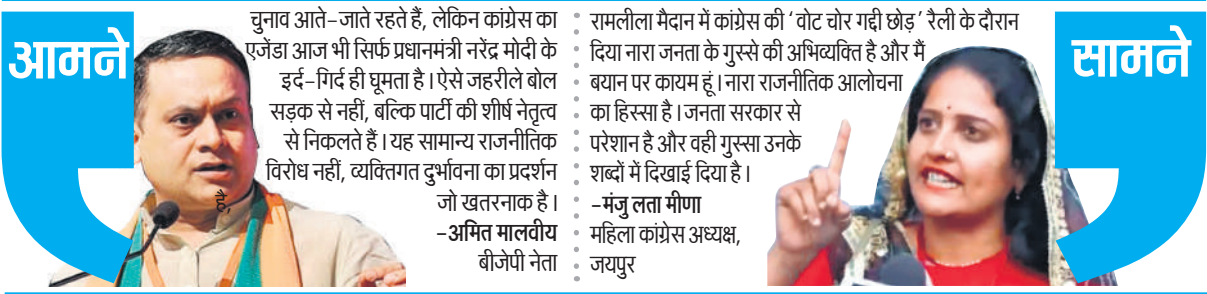 आमने
चुनाव आते-जाते रहते हैं, लेकिन कांग्रेस का
एजेंडा आज भी सिर्फ प्रधानमंत्री नरेंद्र मोदी के
इर्द-गिर्द ही घूमता है । ऐसे जहरीले बोल
सड़क से नहीं, बल्कि पार्टी की शीर्ष नेतृत्व
से निकलते हैं । यह सामान्य राजनीतिक
विरोध नहीं, व्यक्तिगत दुर्भावना का प्रदर्शन
जो खतरनाक है ।
-अमित मालवीय
बीजेपी नेता
रामलीला मैदान में कांग्रेस की ‘वोट चोर गद्दी छोड़’ रैली के दौरान
दिया नारा जनता के गुस्से की अभिव्यक्ति है और मैं
बयान पर कायम हूं । नारा राजनीतिक आलोचना
का हिस्सा है । जनता सरकार से
परेशान है और वही गुस्सा उनके
शब्दों में दिखाई दिया है ।
-मंजु लता मीणा
महिला कांग्रेस अध्यक्ष,
जयपुर
सामने